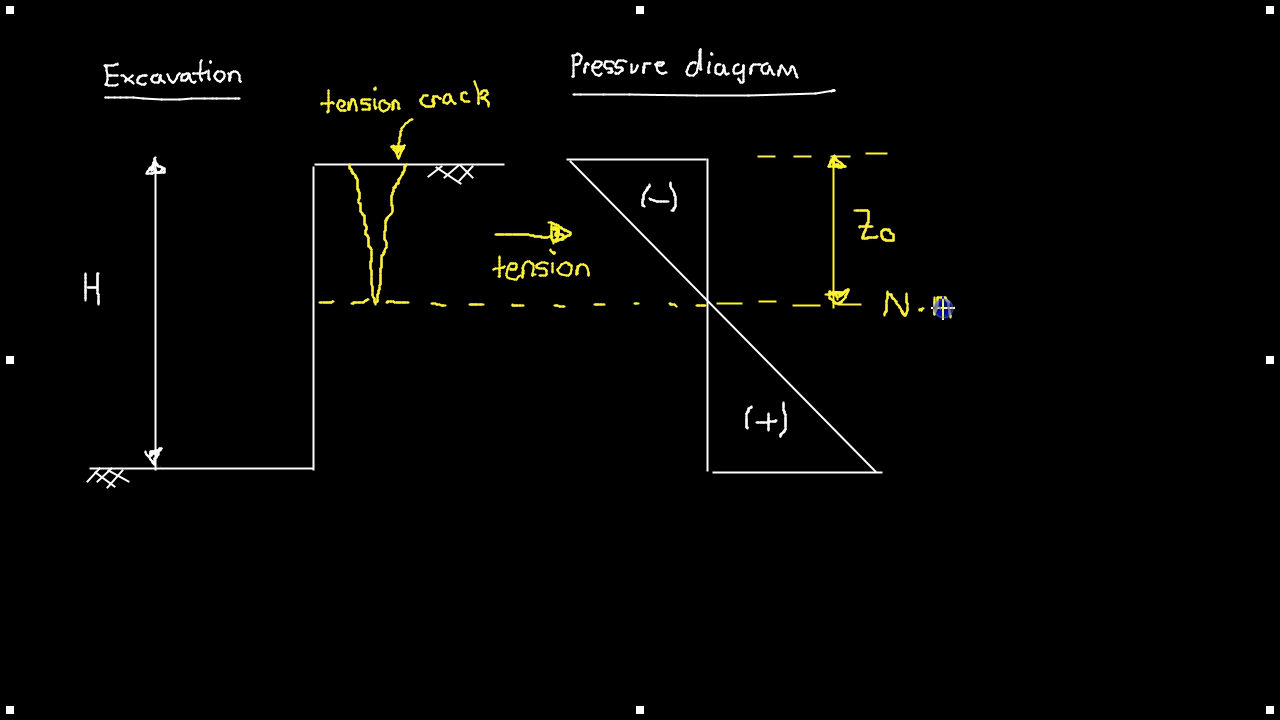 Excavation
Pressure diagram
tension crack
(-)
Zo
H
tension
N.
(+)